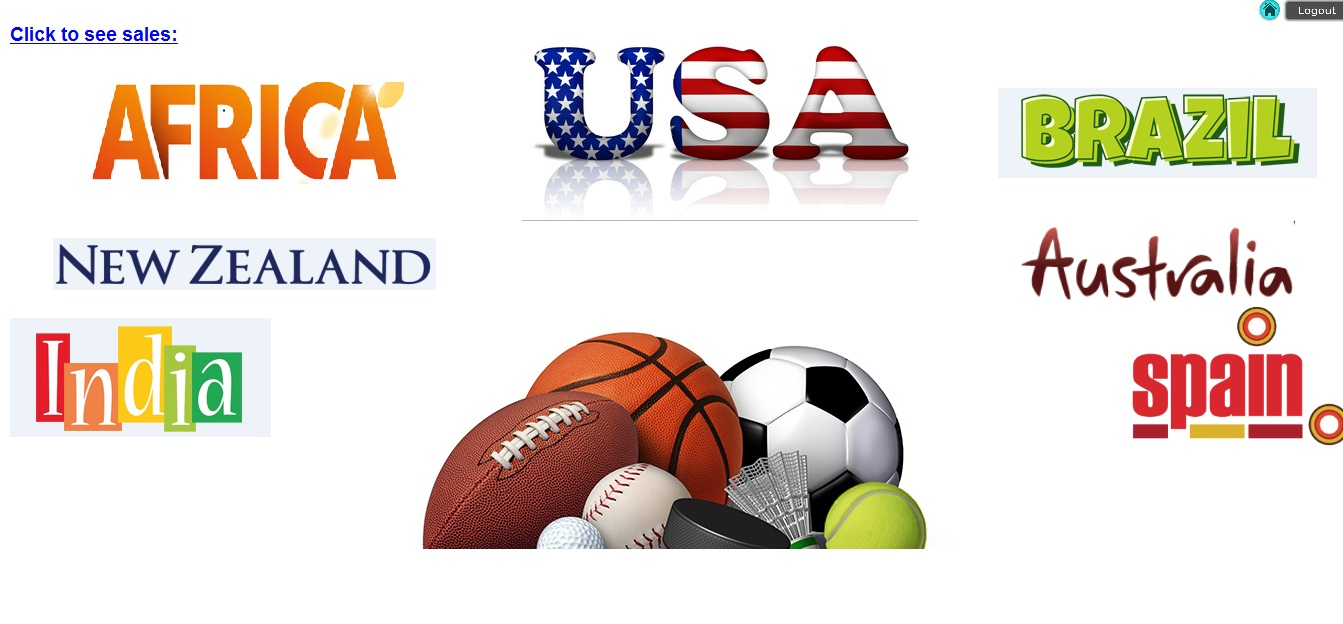 Logout
Click to see sales:
AFRICA
USA
BRAZIL
NEW ZEALAND
Australia
India
spain